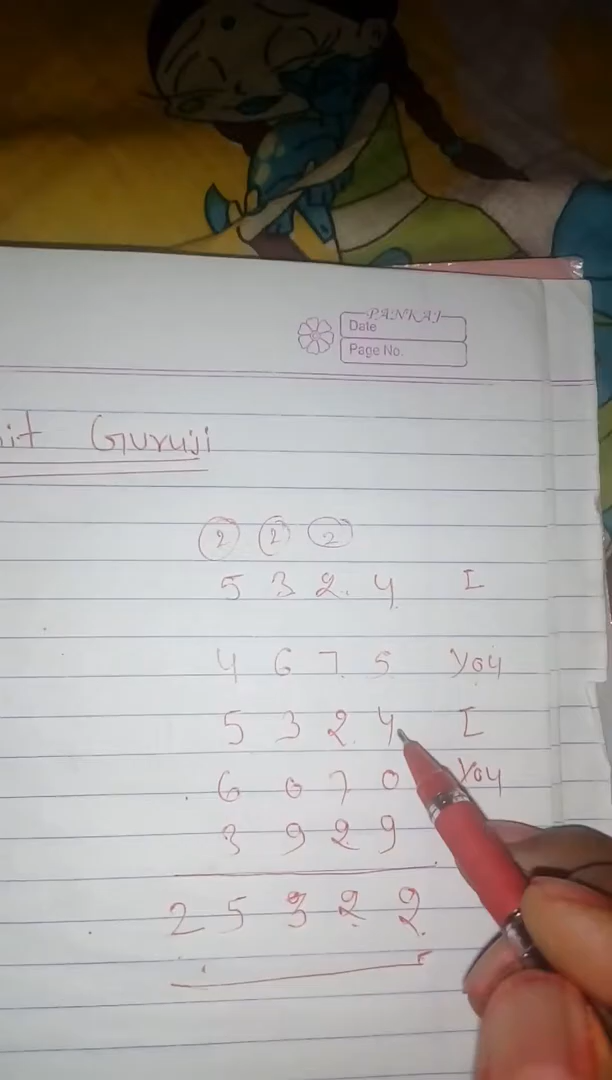 PANKAJ
Date
Page No.
it Guruji
2 2 2
5 3 2 4 I
4 6 7 5 You
5 3 2 4 I
6 0 7 0 You
3 9 2 9
2 5 3 2 2